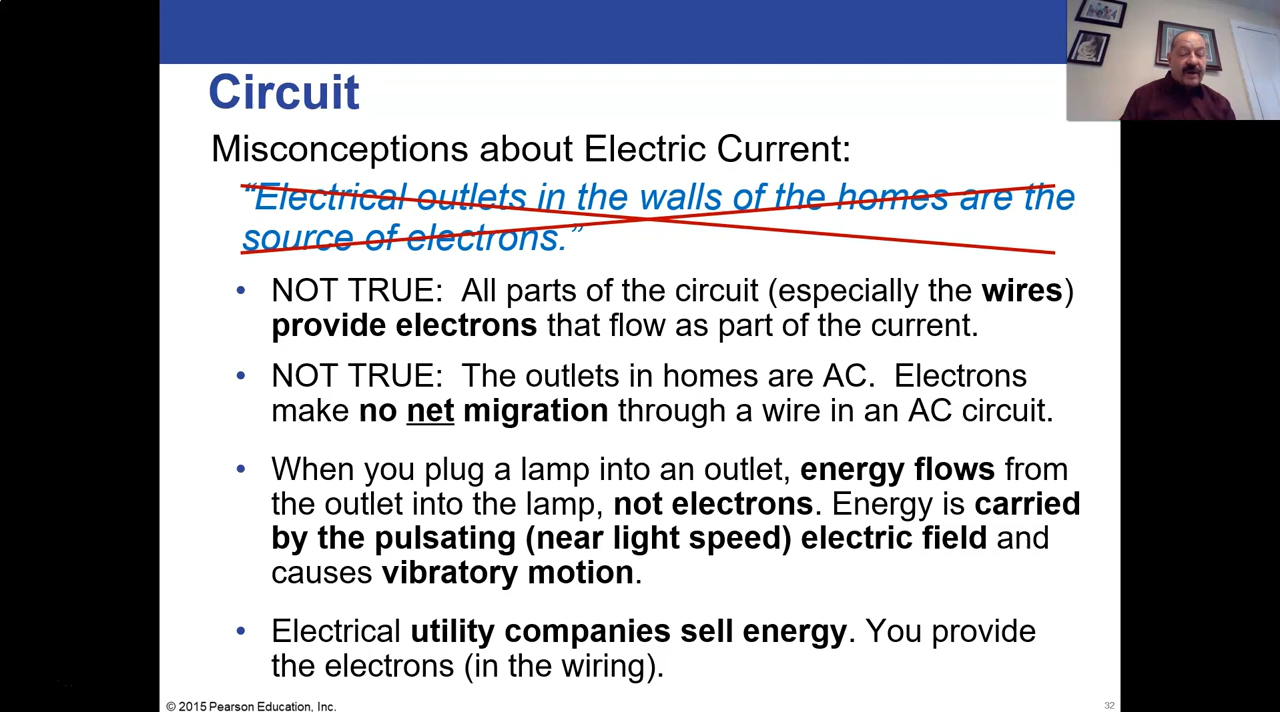 Circuit
Misconceptions about Electric Current:
“Electrical outlets in the walls of the homes are the
source of electrons.”
• NOT TRUE:  All parts of the circuit (especially the wires)
provide electrons that flow as part of the current.
• NOT TRUE:  The outlets in homes are AC.  Electrons
make no net migration through a wire in an AC circuit.
• When you plug a lamp into an outlet, energy flows from
the outlet into the lamp, not electrons. Energy is carried
by the pulsating (near light speed) electric field and
causes vibratory motion.
• Electrical utility companies sell energy. You provide
the electrons (in the wiring).
© 2015 Pearson Education, Inc.
32